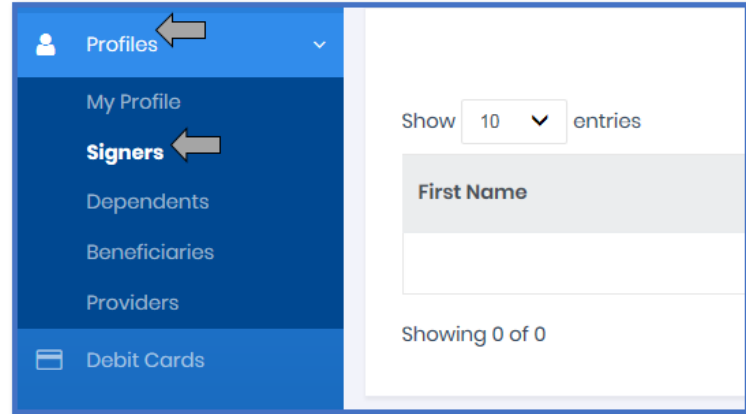 Profiles
My Profile
Signers
Dependents
Beneficiaries
Providers
Debit Cards
Show 10 entries
First Name
Showing 0 of 0